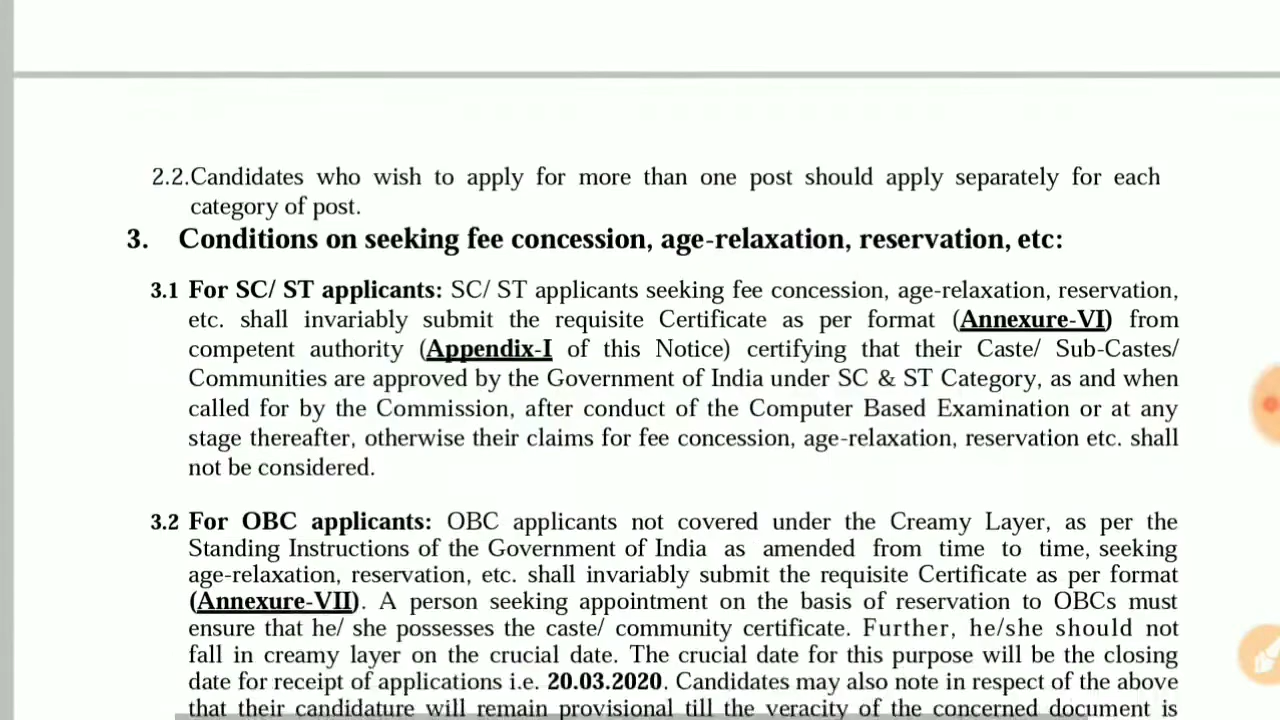 2.2.Candidates who wish to apply for more than one post should apply separately for each
category of post.
3. Conditions on seeking fee concession, age-relaxation, reservation, etc:
3.1 For SC/ ST applicants: SC/ ST applicants seeking fee concession, age-relaxation, reservation,
etc. shall invariably submit the requisite Certificate as per format (Annexure-VI) from
competent authority (Appendix-I of this Notice) certifying that their Caste/ Sub-Castes/
Communities are approved by the Government of India under SC & ST Category, as and when
called for by the Commission, after conduct of the Computer Based Examination or at any
stage thereafter, otherwise their claims for fee concession, age-relaxation, reservation etc. shall
not be considered.
3.2 For OBC applicants: OBC applicants not covered under the Creamy Layer, as per the
Standing Instructions of the Government of India as amended from time to time, seeking
age-relaxation, reservation, etc. shall invariably submit the requisite Certificate as per format
(Annexure-VII). A person seeking appointment on the basis of reservation to OBCs must
ensure that he/ she possesses the caste/ community certificate. Further, he/she should not
fall in creamy layer on the crucial date. The crucial date for this purpose will be the closing
date for receipt of applications i.e. 20.03.2020. Candidates may also note in respect of the above
that their candidature will remain provisional till the veracity of the concerned document is